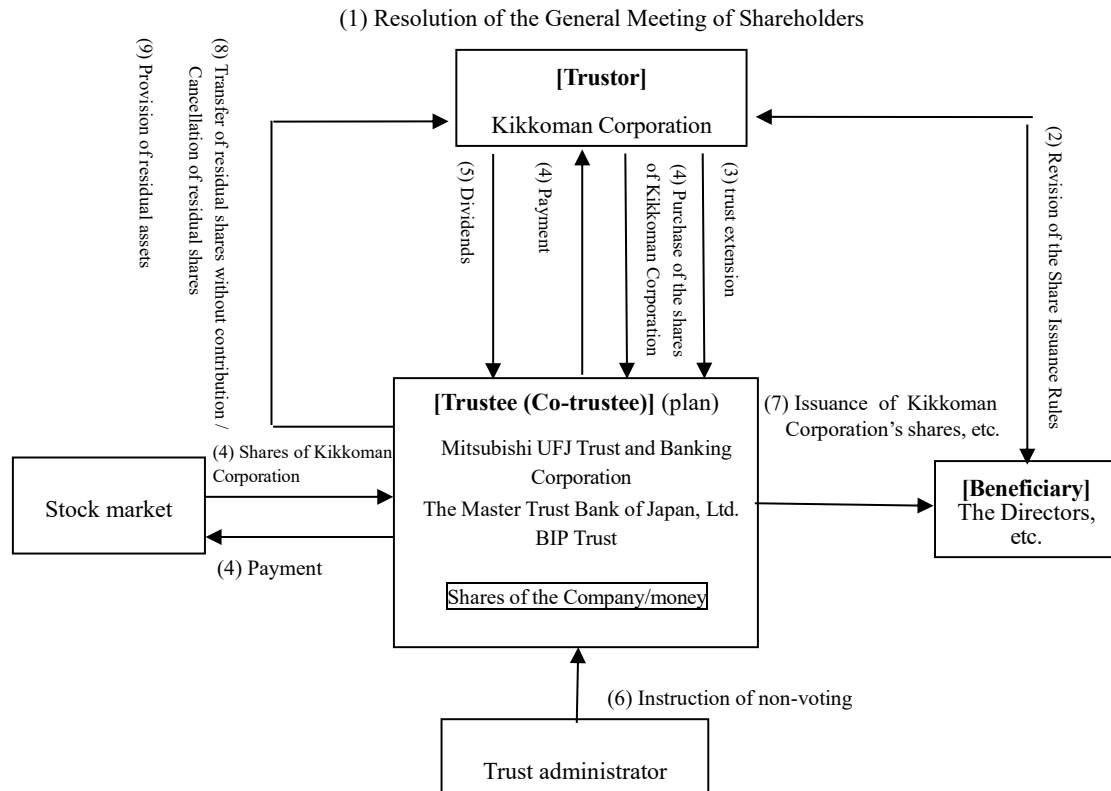 (1) Resolution of the General Meeting of Shareholders
(9) Provision of residual assets
(8) Transfer of residual shares without contribution /
Cancellation of residual shares
[Trustor]
Kikkoman Corporation
(5) Dividends
(4) Payment
(4) Purchase of the shares
of Kikkoman Corporation
(3) trust extension
(2) Revision of the Share Issuance Rules
[Trustee (Co-trustee)] (plan)
Mitsubishi UFJ Trust and Banking
Corporation
The Master Trust Bank of Japan, Ltd.
BIP Trust
Shares of the Company/money
(7) Issuance of Kikkoman
Corporation’s shares, etc.
(4) Shares of Kikkoman
Corporation
Stock market
(4) Payment
[Beneficiary]
The Directors,
etc.
(6) Instruction of non-voting
Trust administrator